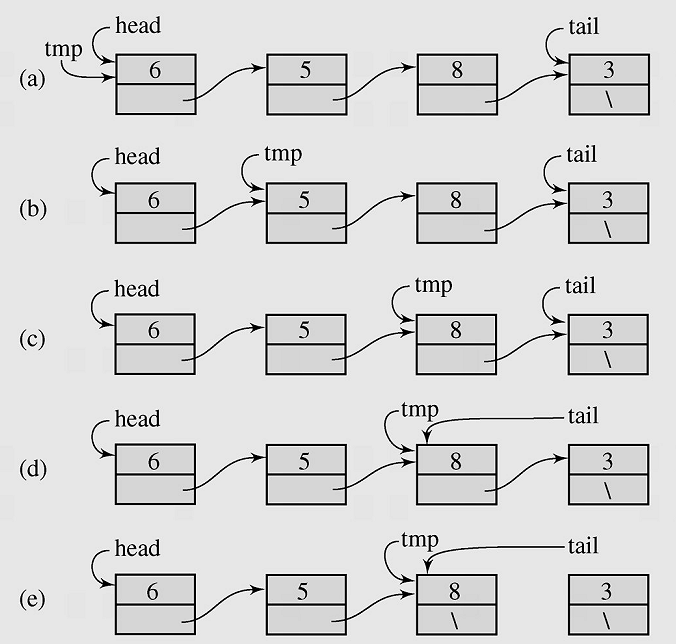 head
tmp
tail
(a) 6 5 8 3
\
head tmp tail
(b) 6 5 8 3
\
head tmp tail
(c) 6 5 8 3
\
head tmp tail
(d) 6 5 8 3
\
head tmp tail
(e) 6 5 8 3
\ \